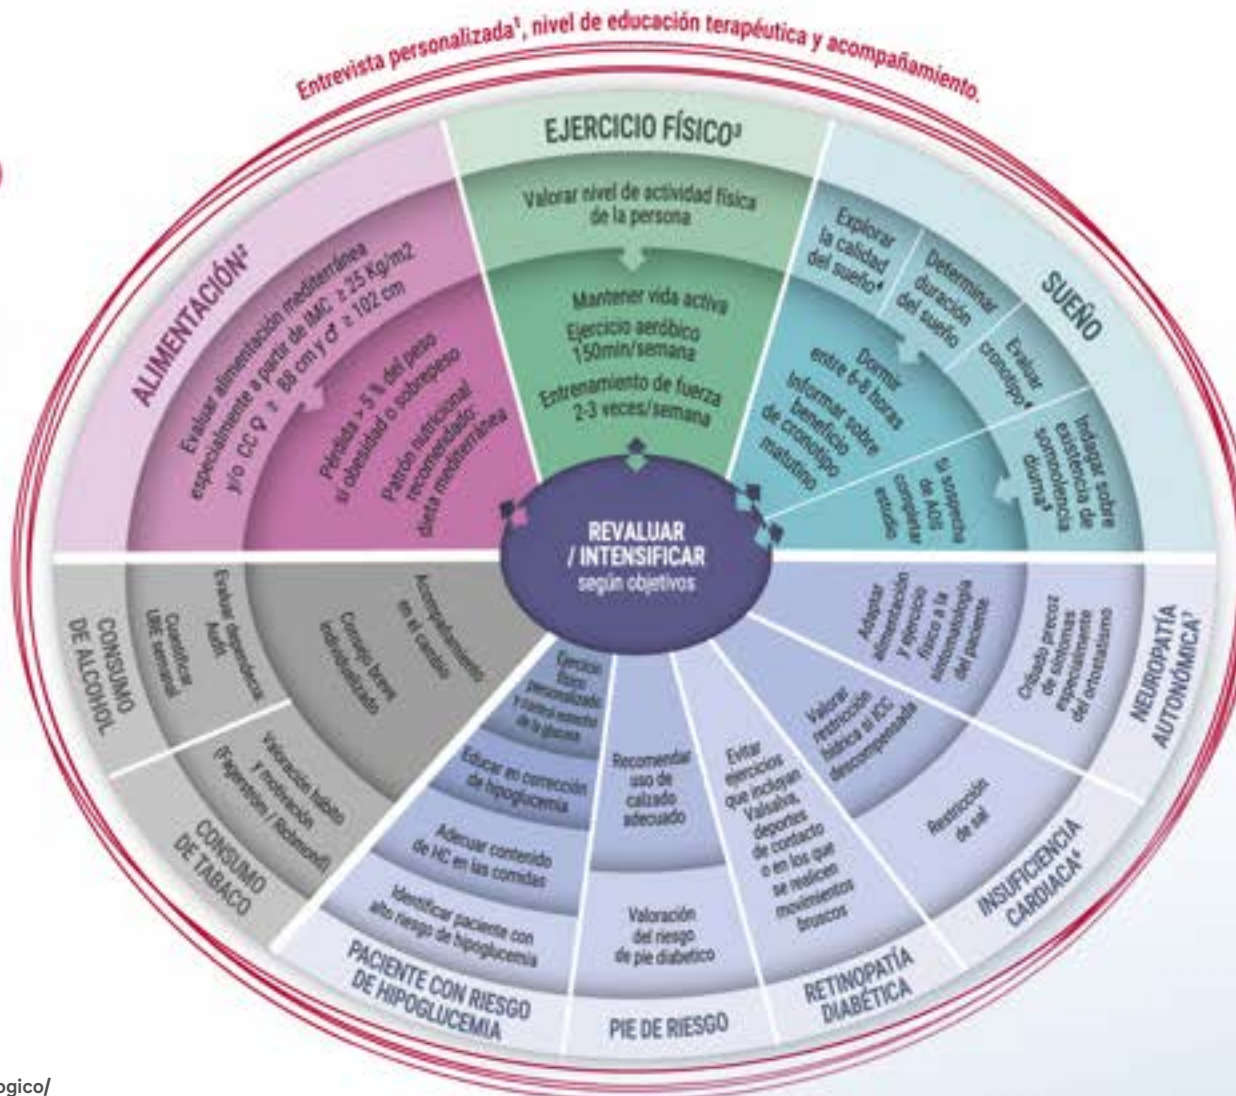 Entrevista personalizada¹, nivel de educación terapéutica y acompañamiento.
EJERCICIO FÍSICO³
Valorar nivel de actividad física
de la persona
Mantener vida activa
Ejercicio aeróbico
150min/semana
Entrenamiento de fuerza
2-3 veces/semana
SUEÑO
Explorar
la calidad
del sueño⁴
Determinar
duración
del sueño
Evaluar
cronotipo⁴
Indagar sobre
existencia de
somnolencia
diurna⁵
Dormir
entre 6-8 horas
Informar sobre
beneficio
de cronotipo
matutino
Si sospecha
de AOS
completar
estudio
NEUROPATÍA
AUTONÓMICA⁷
Cribado precoz
de síntomas
especialmente
del ortostatismo
Adaptar
alimentación
y ejercicio
físico a la
sintomatología
del paciente
INSUFICIENCIA
CARDIACA⁶
Restricción
de sal
Valorar
restricción
hídrica si ICC
descompensada
RETINOPATÍA
DIABÉTICA
Evitar
ejercicios
que incluyan
Valsalva,
deportes
de contacto
o en los que
se realicen
movimientos
bruscos
PIE DE RIESGO
Valoración
del riesgo
de pie diabetico
Recomendar
uso de
calzado
adecuado
PACIENTE CON RIESGO
DE HIPOGLUCEMIA
Identificar paciente con
alto riesgo de hipoglucemia
Adecuar contenido
de HC en las comidas
Educar en corrección
de hipoglucemia
Ejercicio
físico
personalizado
y control estrecho
de la glucosa
CONSUMO
DE TABACO
Valoración hábito
y motivación
(Fagerström / Richmond)
CONSUMO
DE ALCOHOL
Cuantificar
UBE semanal
Evaluar dependencia
Audit
Consejo breve
individualizado
Acompañamiento
en el cambio
ALIMENTACIÓN²
Evaluar alimentación mediterránea
especialmente a partir de IMC ≥ 25 Kg/m2
y/o CC ♀ ≥ 88 cm y ♂ ≥ 102 cm
Pérdida > 5 % del peso
si obesidad o sobrepeso
Patrón nutricional
recomendado:
dieta mediterránea
REVALUAR
/ INTENSIFICAR
según objetivos
ogico/